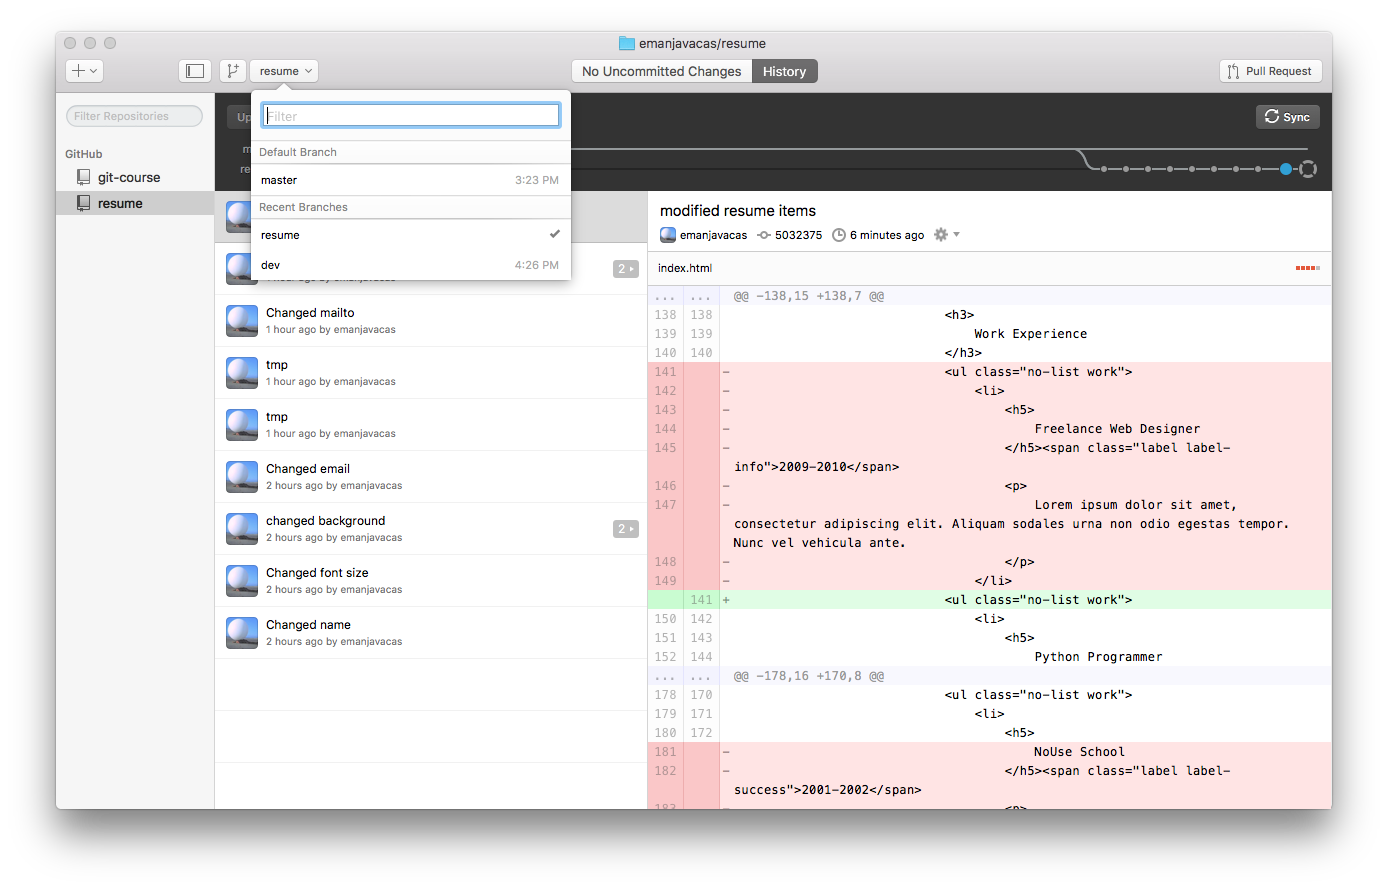 emanjavacas/resume
resume
No Uncommitted Changes
History
Pull Request
Filter Repositories
GitHub
git-course
resume
Up
Sync
Filter
Default Branch
master 3:23 PM
Recent Branches
resume
dev 4:26 PM
2
1 hour ago by emanjavacas
Changed mailto
1 hour ago by emanjavacas
tmp
1 hour ago by emanjavacas
tmp
1 hour ago by emanjavacas
Changed email
2 hours ago by emanjavacas
changed background
2 hours ago by emanjavacas
2
Changed font size
2 hours ago by emanjavacas
Changed name
2 hours ago by emanjavacas
modified resume items
emanjavacas 5032375 6 minutes ago
index.html
... ... @@ -138,15 +138,7 @@
138 138 <h3>
139 139 Work Experience
140 140 </h3>
141 - <ul class="no-list work">
142 - <li>
143 - <h5>
144 - Freelance Web Designer
145 - </h5><span class="label label-
info">2009-2010</span>
146 - <p>
147 - Lorem ipsum dolor sit amet,
consectetur adipiscing elit. Aliquam sodales urna non odio egestas tempor.
Nunc vel vehicula ante.
148 - </p>
149 - </li>
141 + <ul class="no-list work">
150 142 <li>
151 143 <h5>
152 144 Python Programmer
... ... @@ -178,16 +170,8 @@
178 170 <ul class="no-list work">
179 171 <li>
180 172 <h5>
181 - NoUse School
182 - </h5><span class="label label-
success">2001-2002</span>
183 - <p>